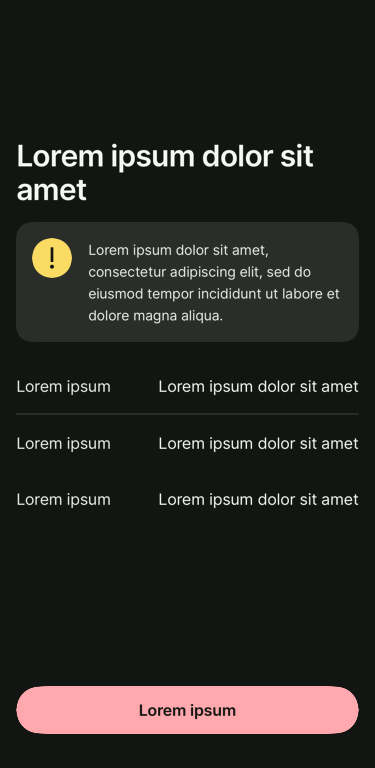 Lorem ipsum dolor sit
amet
!
Lorem ipsum dolor sit amet,
consectetur adipiscing elit, sed do
eiusmod tempor incididunt ut labore et
dolore magna aliqua.
Lorem ipsum Lorem ipsum dolor sit amet
Lorem ipsum Lorem ipsum dolor sit amet
Lorem ipsum Lorem ipsum dolor sit amet
Lorem ipsum